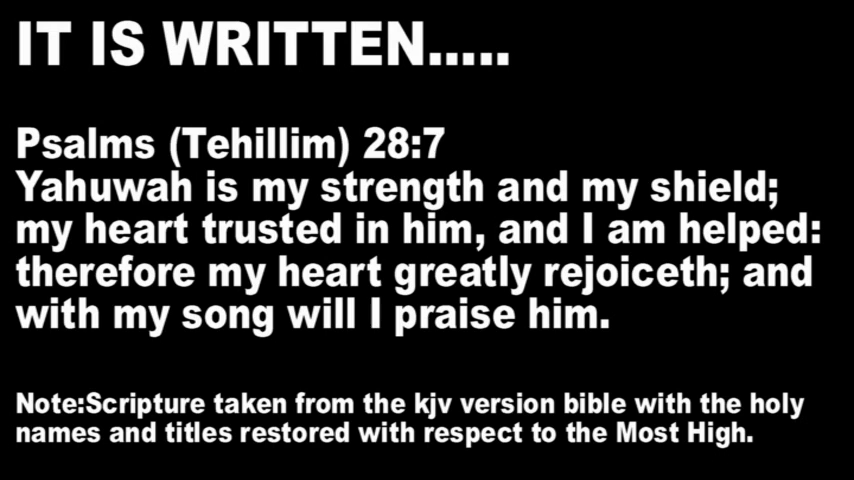 IT IS WRITTEN.....
Psalms (Tehillim) 28:7
Yahuwah is my strength and my shield;
my heart trusted in him, and I am helped:
therefore my heart greatly rejoiceth; and
with my song will I praise him.
Note:Scripture taken from the kjv version bible with the holy
names and titles restored with respect to the Most High.